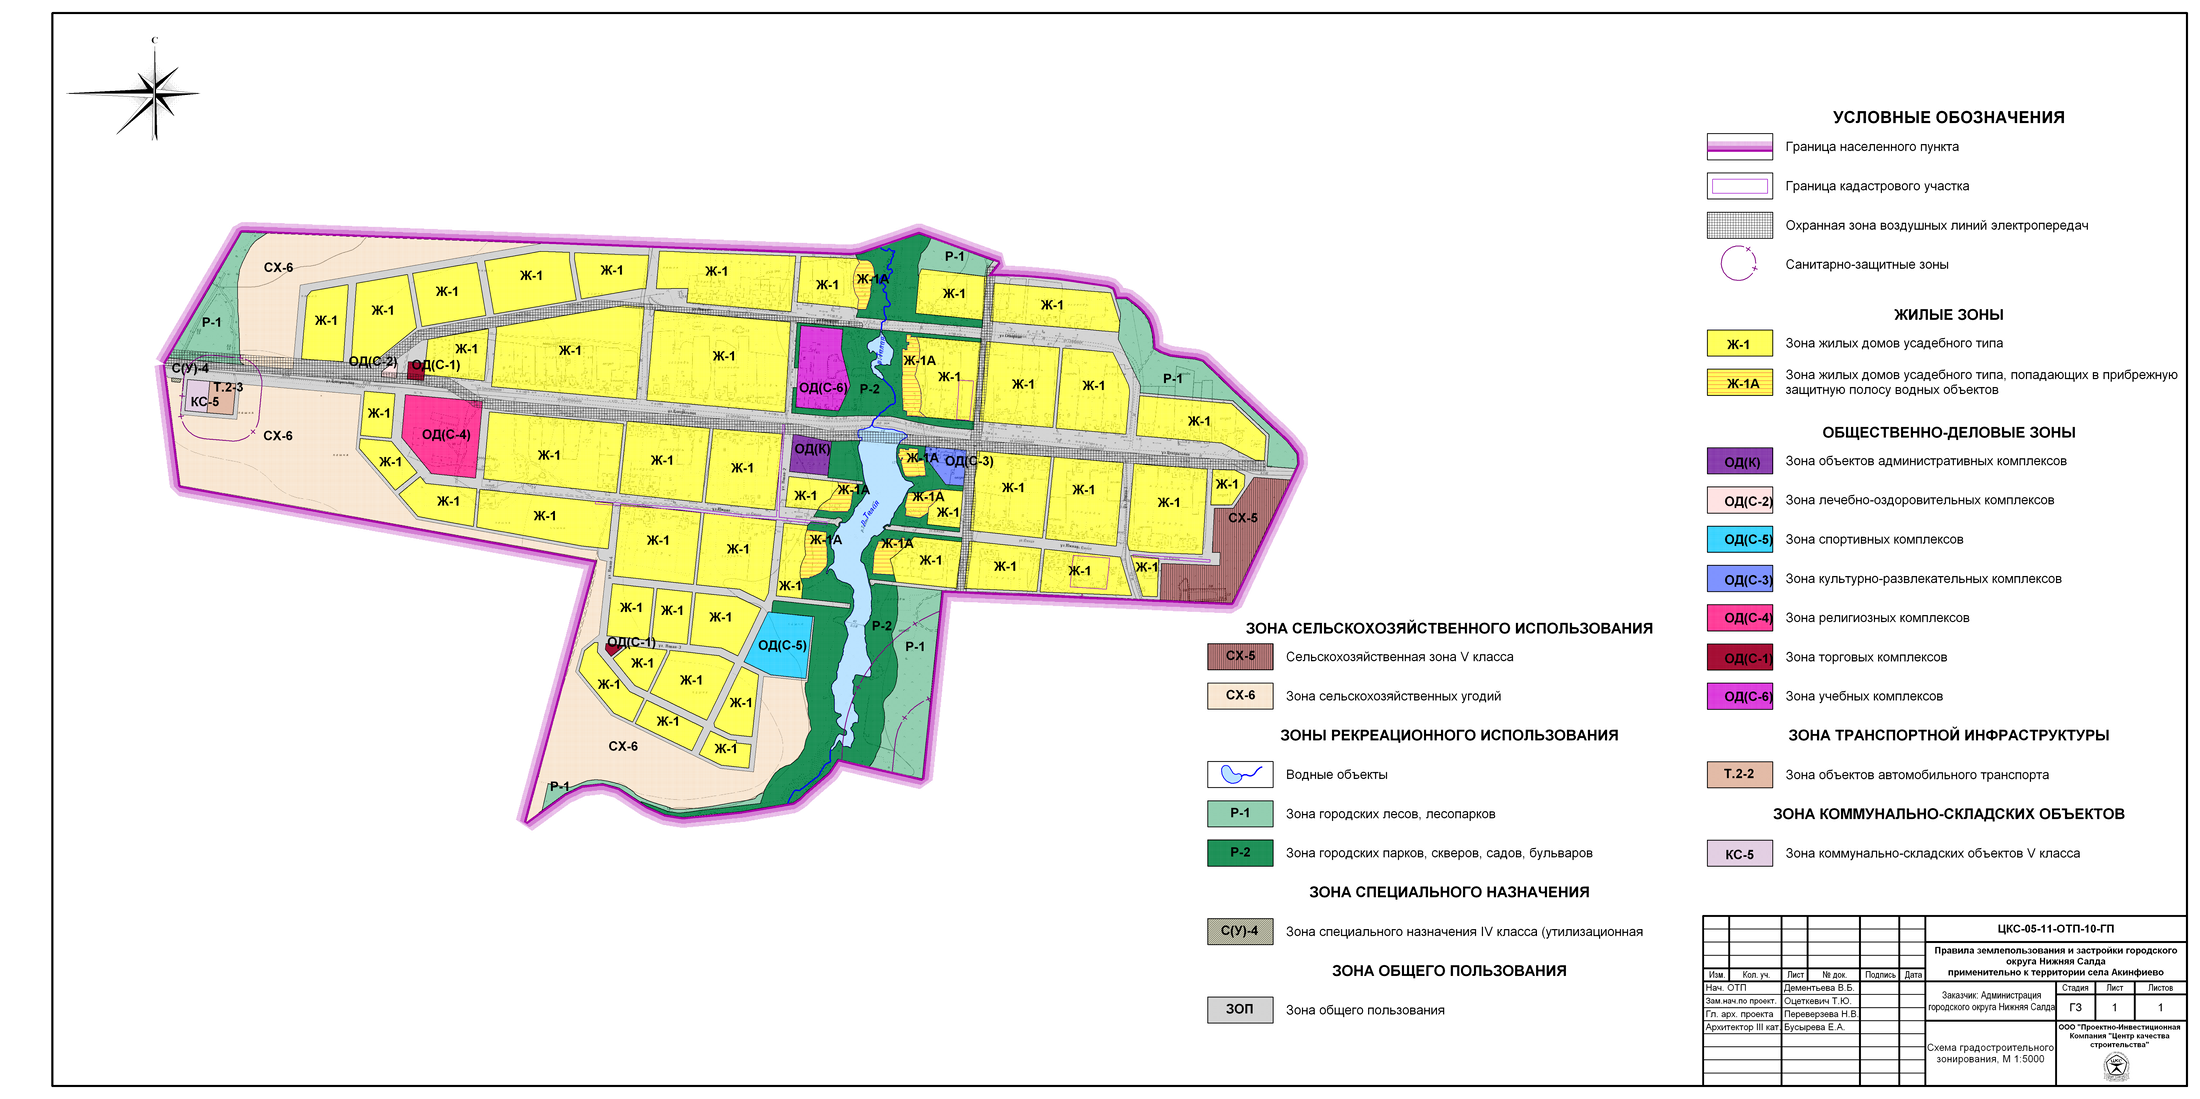 С
СХ-6
Р-1
Ж-1
Ж-1
Ж-1
Ж-1
Ж-1
Ж-1
Ж-1
Ж-1А
Р-1
Ж-1
Ж-1
Р-1
ОД(С-2)
ОД(С-1)
Ж-1
Ж-1
Ж-1
ОД(С-6)
Р-2
Ж-1А
Ж-1
Ж-1
Ж-1
Р-1
Ж-1
С(У)-4
Т.2-3
КС-5
СХ-6
Ж-1
ОД(С-4)
Ж-1
Ж-1
Ж-1
Ж-1
Ж-1
Ж-1
ОД(К)
Ж-1
Ж-1А
р.Тагил
Ж-1А
ОД(С-3)
Ж-1А
Ж-1
Ж-1
Ж-1
Ж-1
Ж-1
СХ-5
Ж-1
Ж-1
Ж-1А
Ж-1
Ж-1А
Ж-1
Ж-1
Ж-1
Ж-1
Ж-1
Ж-1
Ж-1
ОД(С-1)
Ж-1
Ж-1
Ж-1
Ж-1
Ж-1
Ж-1
ОД(С-5)
Р-2
Р-1
СХ-6
Р-1
УСЛОВНЫЕ ОБОЗНАЧЕНИЯ
Граница населенного пункта
Граница кадастрового участка
Охранная зона воздушных линий электропередач
Санитарно-защитные зоны
ЖИЛЫЕ ЗОНЫ
Ж-1 Зона жилых домов усадебного типа
Ж-1А Зона жилых домов усадебного типа, попадающих в прибрежную
защитную полосу водных объектов
ОБЩЕСТВЕННО-ДЕЛОВЫЕ ЗОНЫ
ОД(К) Зона объектов административных комплексов
ОД(С-2) Зона лечебно-оздоровительных комплексов
ОД(С-5) Зона спортивных комплексов
ОД(С-3) Зона культурно-развлекательных комплексов
ОД(С-4) Зона религиозных комплексов
ОД(С-1) Зона торговых комплексов
ОД(С-6) Зона учебных комплексов
ЗОНА ТРАНСПОРТНОЙ ИНФРАСТРУКТУРЫ
Т.2-2 Зона объектов автомобильного транспорта
ЗОНА КОММУНАЛЬНО-СКЛАДСКИХ ОБЪЕКТОВ
КС-5 Зона коммунально-складских объектов V класса
ЗОНА СЕЛЬСКОХОЗЯЙСТВЕННОГО ИСПОЛЬЗОВАНИЯ
СХ-5 Сельскохозяйственная зона V класса
СХ-6 Зона сельскохозяйственных угодий
ЗОНЫ РЕКРЕАЦИОННОГО ИСПОЛЬЗОВАНИЯ
Водные объекты
Р-1 Зона городских лесов, лесопарков
Р-2 Зона городских парков, скверов, садов, бульваров
ЗОНА СПЕЦИАЛЬНОГО НАЗНАЧЕНИЯ
С(У)-4 Зона специального назначения IV класса (утилизационная
ЗОНА ОБЩЕГО ПОЛЬЗОВАНИЯ
ЗОП Зона общего пользования
ЦКС-05-11-ОТП-10-ГП
Правила землепользования и застройки городского
округа Нижняя Салда
применительно к территории села Акинфиево
Изм. Кол. уч. Лист № док. Подпись Дата
Нач. ОТП Дементьева В.Б.
Зам.нач.по проект. Оцеткевич Т.Ю.
Гл. арх. проекта Переверзева Н.В.
Архитектор III кат. Бусырева Е.А.
Заказчик: Администрация
городского округа Нижняя Салда
Стадия Лист Листов
ГЗ 1 1
Схема градостроительного
зонирования, М 1:5000
ООО "Проектно-Инвестиционная
Компания "Центр качества
строительства"
ЦКС